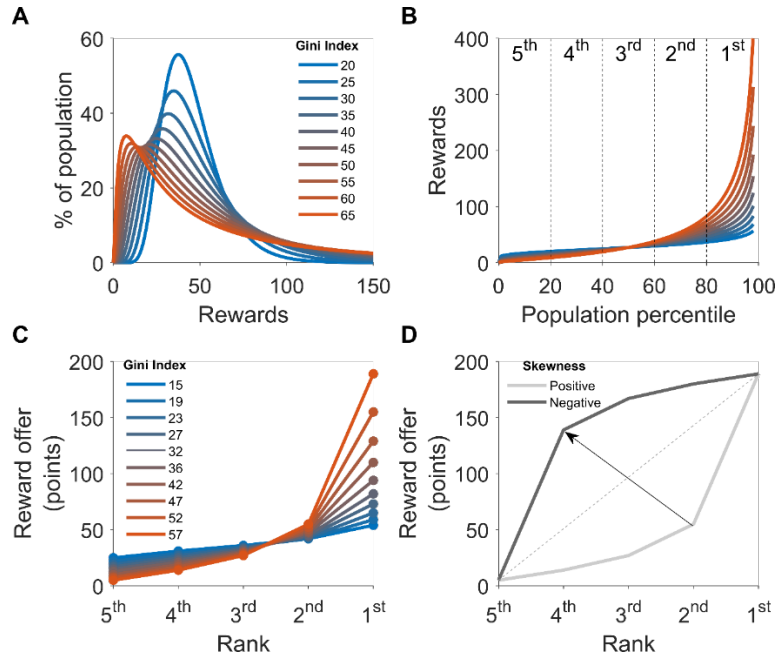 A
% of population
60
40
20
0
0
50
100
150
Rewards
Gini Index
20
25
30
35
40
45
50
55
60
65
B
Rewards
400
300
200
100
0
5th
4th
3rd
2nd
1st
0
20
40
60
80
100
Population percentile
C
Reward offer
(points)
200
150
100
50
0
Gini Index
15
19
23
27
32
36
42
47
52
57
5th
4th
3rd
2nd
1st
Rank
D
Reward offer
(points)
200
150
100
50
0
Skewness
Positive
Negative
5th
4th
3rd
2nd
1st
Rank